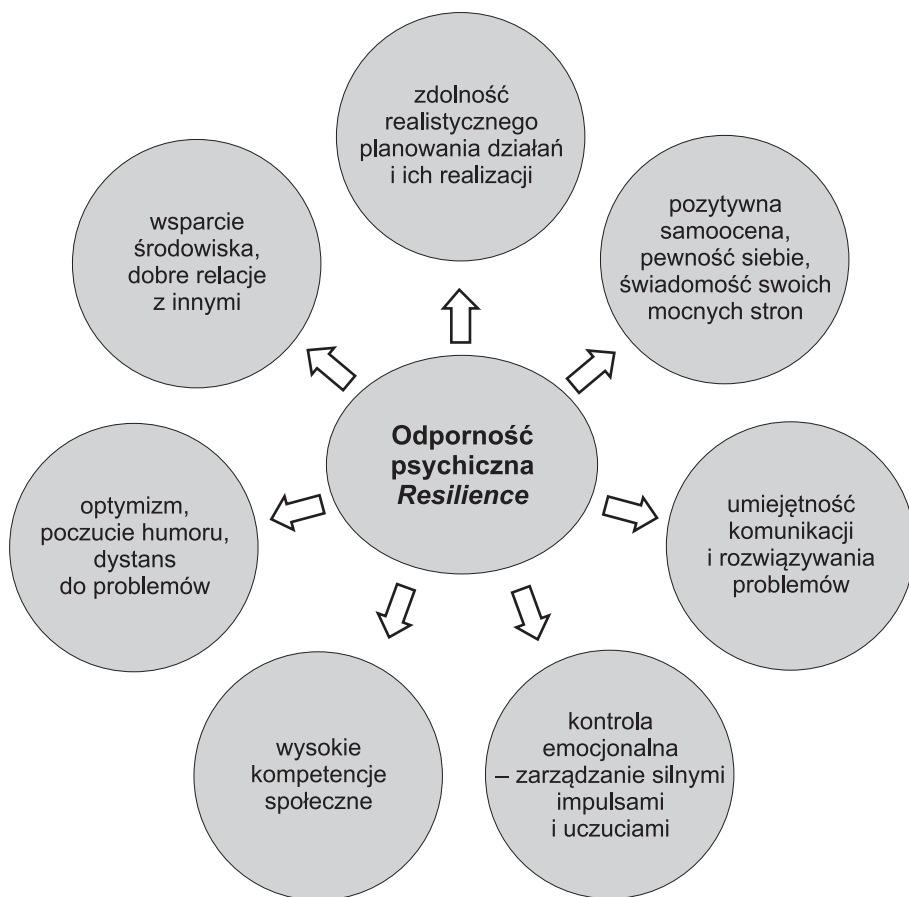 zdolność
realistycznego
planowania działań
i ich realizacji
pozytywna
samoocena,
pewność siebie,
świadomość swoich
mocnych stron
umiejętność
komunikacji
i rozwiązywania
problemów
kontrola
emocjonalna
– zarządzanie silnymi
impulsami
i uczuciami
wysokie
kompetencje
społeczne
optymizm,
poczucie humoru,
dystans
do problemów
wsparcie
środowiska,
dobre relacje
z innymi
Odporność
psychiczna
Resilience